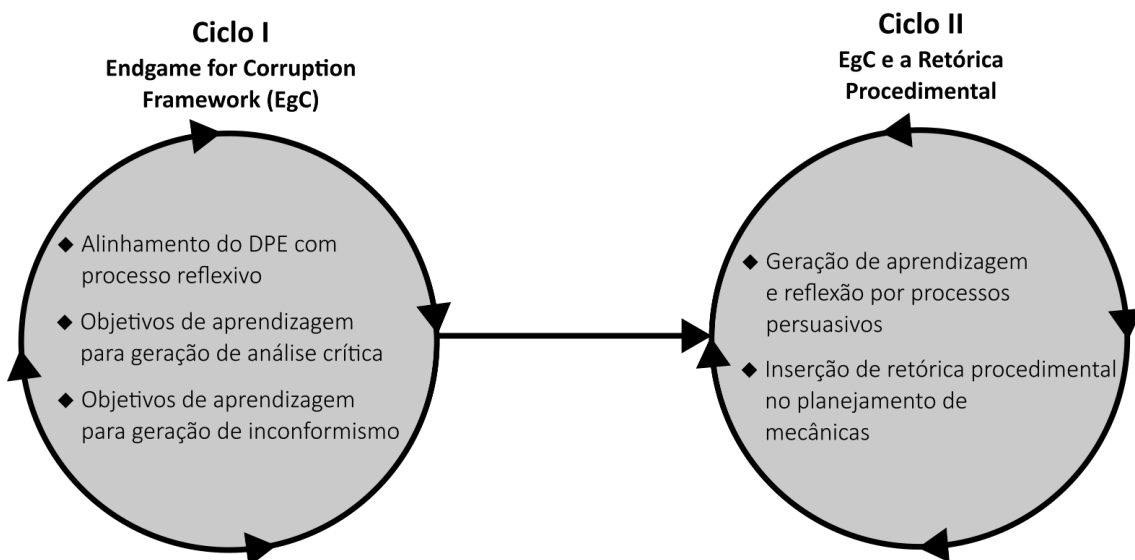 Ciclo I
Endgame for Corruption
Framework (EgC)
◆ Alinhamento do DPE com
processo reflexivo
◆ Objetivos de aprendizagem
para geração de análise crítica
◆ Objetivos de aprendizagem
para geração de inconformismo
Ciclo II
EgC e a Retórica
Procedimental
◆ Geração de aprendizagem
e reflexão por processos
persuasivos
◆ Inserção de retórica procedimental
no planejamento de
mecânicas